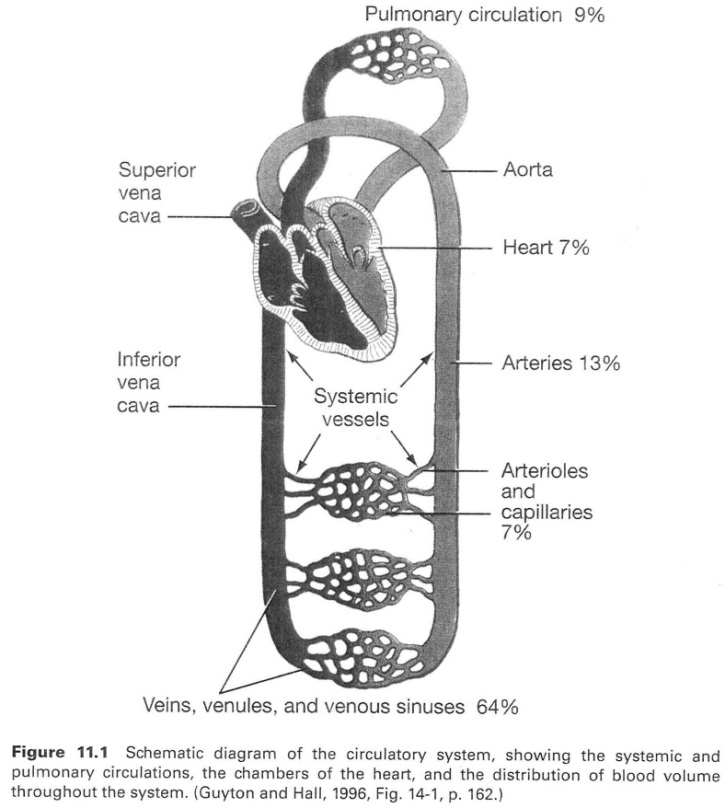 Pulmonary circulation 9%
Superior
vena
cava
Aorta
Heart 7%
Inferior
vena
cava
Arteries 13%
Systemic
vessels
Arterioles
and
capillaries
7%
Veins, venules, and venous sinuses 64%
Figure 11.1 Schematic diagram of the circulatory system, showing the systemic and
pulmonary circulations, the chambers of the heart, and the distribution of blood volume
throughout the system. (Guyton and Hall, 1996, Fig. 14-1, p. 162.)